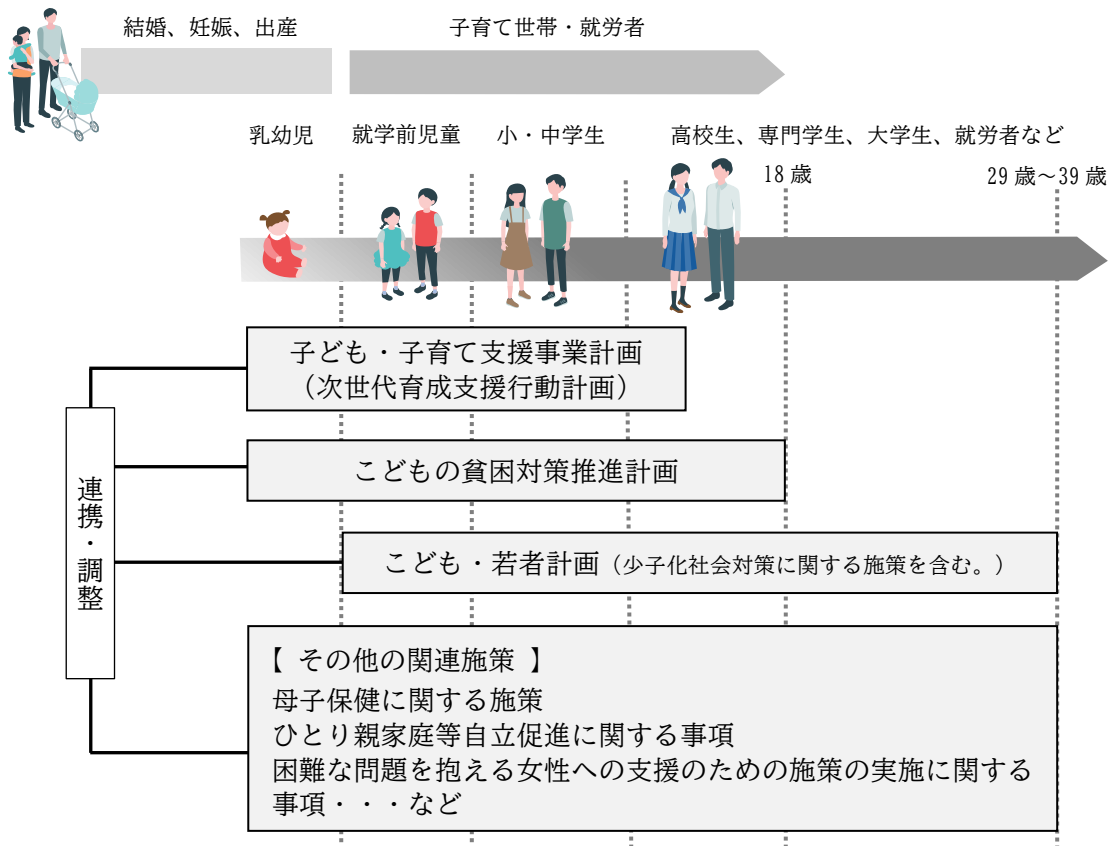 結婚、妊娠、出産
子育て世帯・就労者
乳幼児
就学前児童
小・中学生
高校生、専門学生、大学生、就労者など
18 歳
29 歳～39 歳
子ども・子育て支援事業計画
（次世代育成支援行動計画）
こどもの貧困対策推進計画
連携・調整
こども・若者計画（少子化社会対策に関する施策を含む。）
【 その他の関連施策 】
母子保健に関する施策
ひとり親家庭等自立促進に関する事項
困難な問題を抱える女性への支援のための施策の実施に関する
事項・・・など